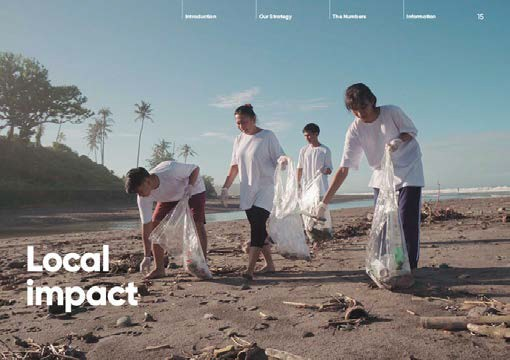 Introduction
Our Strategy
The Numbers
Information
15
Local
impact